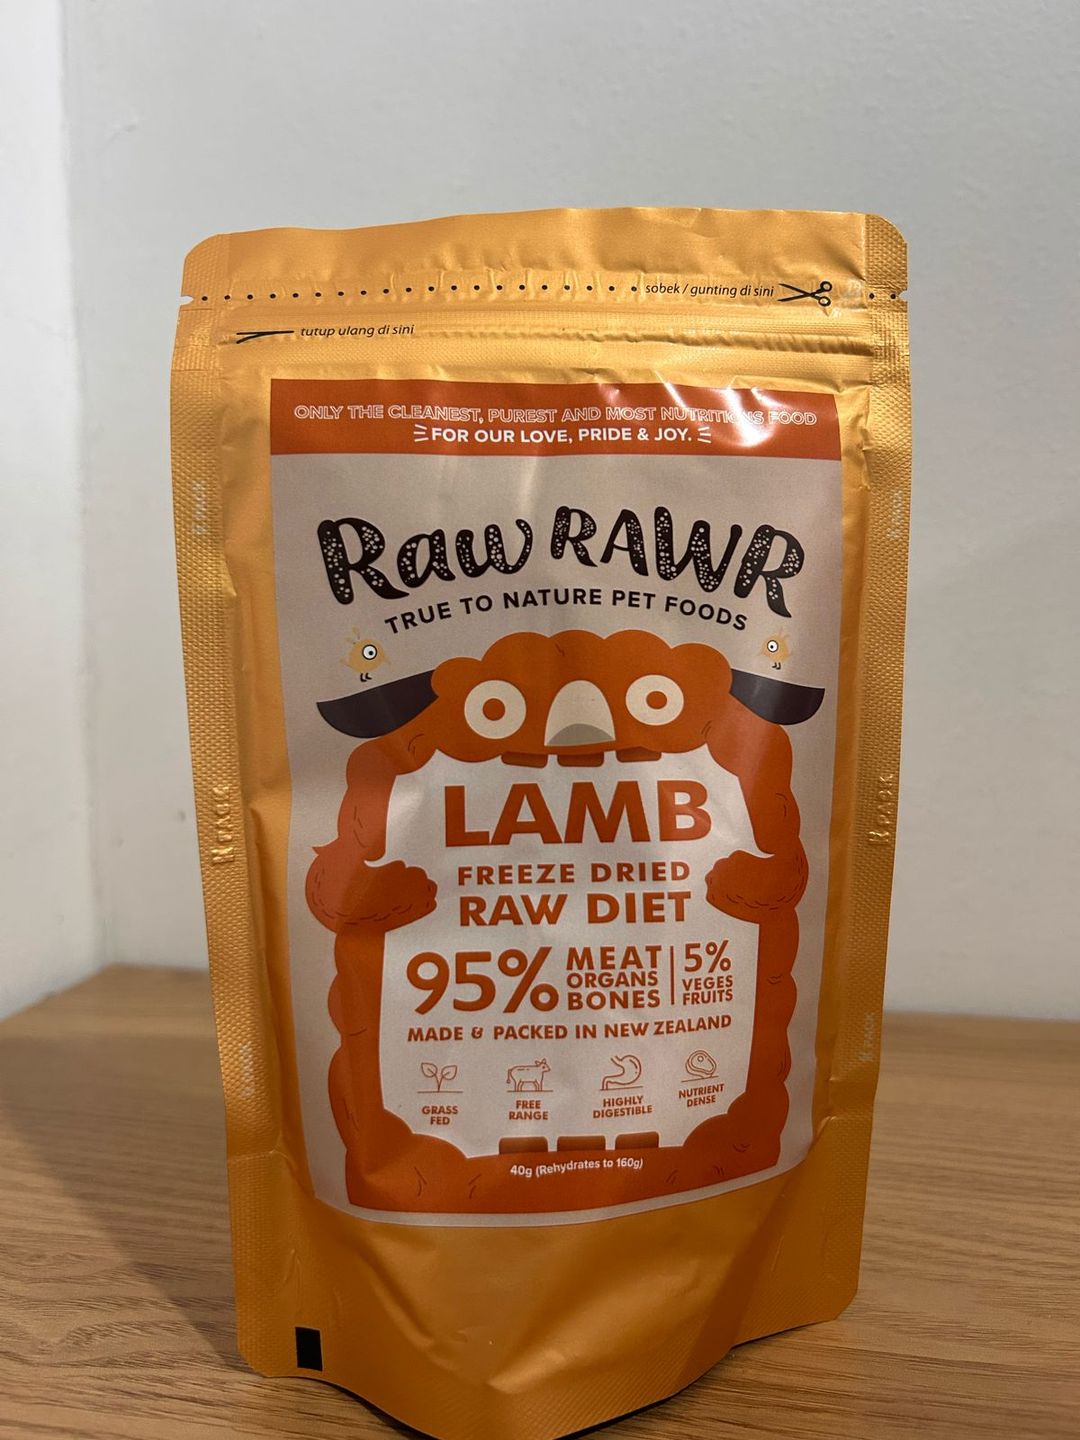 sobek / gunting di sini
tutup ulang di sini
ONLY THE CLEANEST, PUREST AND MOST NUTRITIONS FOOD
FOR OUR LOVE, PRIDE & JOY.
Raw RAWR
TRUE TO NATURE PET FOODS
LAMB
FREEZE DRIED
RAW DIET
95% MEAT ORGANS BONES
5% VEGES FRUITS
MADE & PACKED IN NEW ZEALAND
GRASS FED
FREE RANGE
HIGHLY DIGESTIBLE
NUTRIENT DENSE
40g (Rehydrates to 160g)